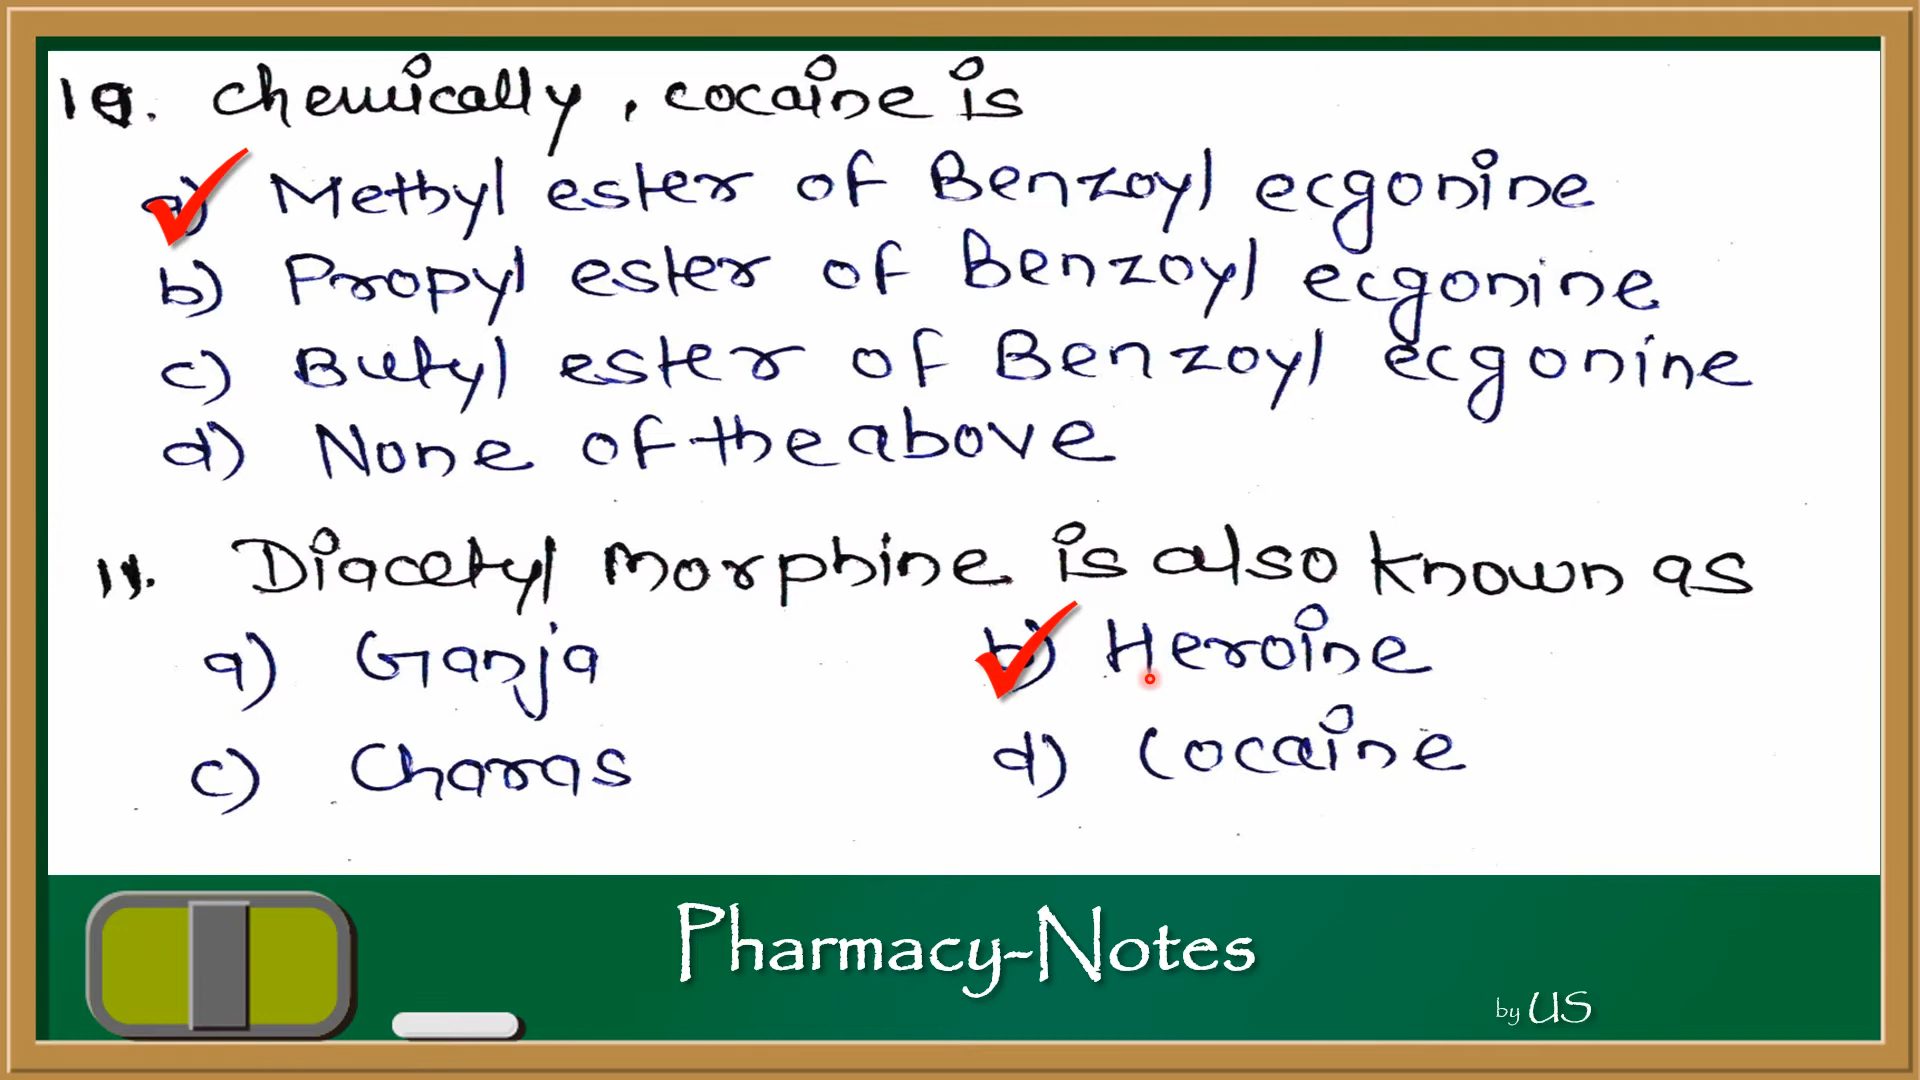 10. Chemically, cocaine is
a) Methyl ester of Benzoyl ecgonine
b) Propyl ester of Benzoyl ecgonine
c) Butyl ester of Benzoyl ecgonine
d) None of the above
11. Diacetyl morphine is also known as
a) Ganja b) Heroine
c) Charas d) Cocaine
Pharmacy-Notes
by US